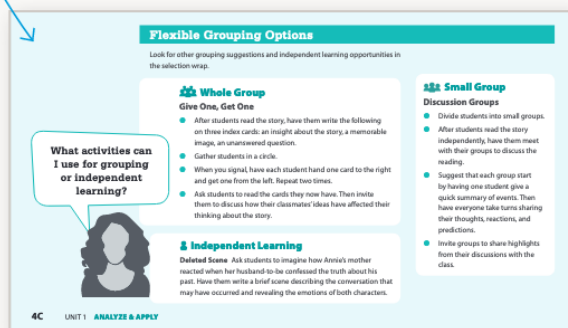 Flexible Grouping Options
Look for other grouping suggestions and independent learning opportunities in
the selection wrap.
Whole Group
Give One, Get One
After students read the story, have them write the following
on three index cards: an insight about the story, a memorable
image, an unanswered question.
Gather students in a circle.
When you signal, have each student hand one card to the right
and get one from the left. Repeat two times.
Ask students to read the cards they now have. Then invite
them to discuss how their classmates' ideas have affected their
thinking about the story.
Small Group
Discussion Groups
Divide students into small groups.
After students read the story
independently, have them meet
with their groups to discuss the
reading.
Suggest that each group start
by having one student give a
quick summary of events. Then
have everyone take turns sharing
their thoughts, reactions, and
predictions.
Invite groups to share highlights
from their discussions with the
class.
What activities can
I use for grouping
or independent
learning?
Independent Learning
Deleted Scene Ask students to imagine how Annie's mother
reacted when her husband-to-be confessed the truth about his
past. Have them write a brief scene describing the conversation that
may have occurred and revealing the emotions of both characters.
4C UNIT 1 ANALYZE & APPLY